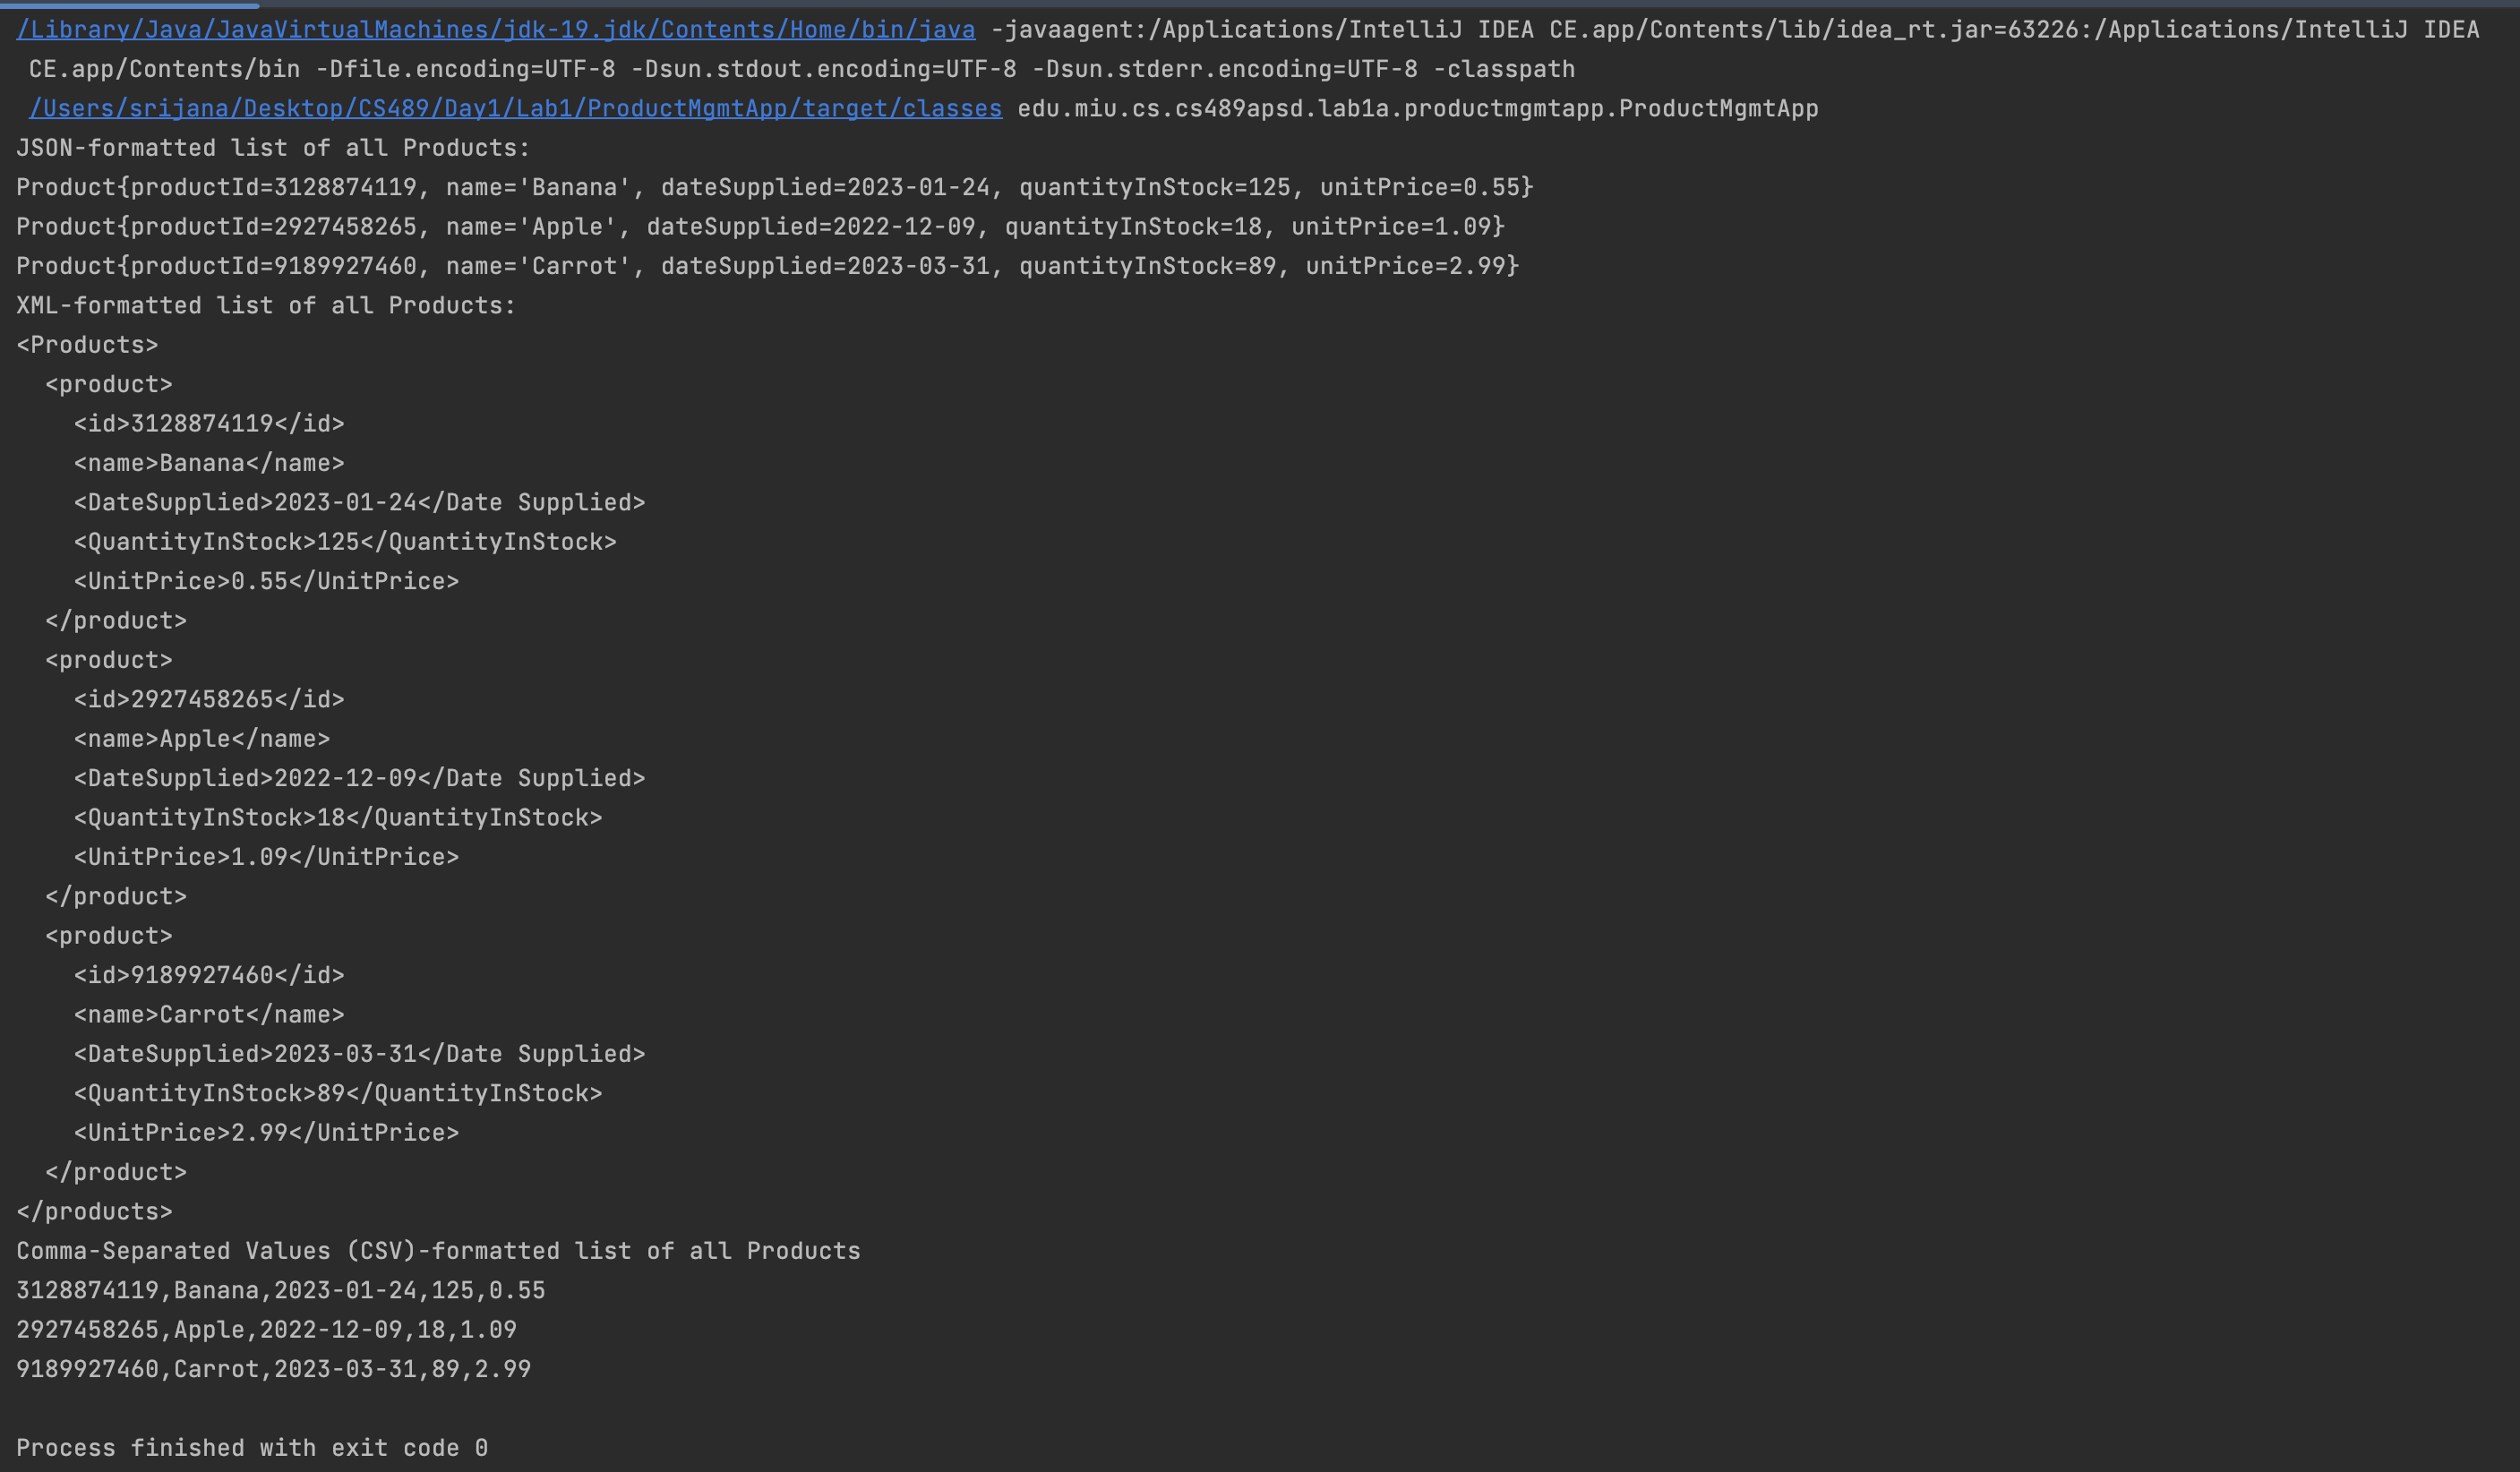 /Library/Java/JavaVirtualMachines/jdk-19.jdk/Contents/Home/bin/java -javaagent:/Applications/IntelliJ IDEA CE.app/Contents/lib/idea_rt.jar=63226:/Applications/IntelliJ IDEA
CE.app/Contents/bin -Dfile.encoding=UTF-8 -Dsun.stdout.encoding=UTF-8 -Dsun.stderr.encoding=UTF-8 -classpath
/Users/srijana/Desktop/CS489/Day1/Lab1/ProductMgmtApp/target/classes edu.miu.cs.cs489apsd.lab1a.productmgmtapp.ProductMgmtApp
JSON-formatted list of all Products:
Product{productId=3128874119, name='Banana', dateSupplied=2023-01-24, quantityInStock=125, unitPrice=0.55}
Product{productId=2927458265, name='Apple', dateSupplied=2022-12-09, quantityInStock=18, unitPrice=1.09}
Product{productId=9189927460, name='Carrot', dateSupplied=2023-03-31, quantityInStock=89, unitPrice=2.99}
XML-formatted list of all Products:
<Products>
  <product>
    <id>3128874119</id>
    <name>Banana</name>
    <DateSupplied>2023-01-24</Date Supplied>
    <QuantityInStock>125</QuantityInStock>
    <UnitPrice>0.55</UnitPrice>
  </product>
  <product>
    <id>2927458265</id>
    <name>Apple</name>
    <DateSupplied>2022-12-09</Date Supplied>
    <QuantityInStock>18</QuantityInStock>
    <UnitPrice>1.09</UnitPrice>
  </product>
  <product>
    <id>9189927460</id>
    <name>Carrot</name>
    <DateSupplied>2023-03-31</Date Supplied>
    <QuantityInStock>89</QuantityInStock>
    <UnitPrice>2.99</UnitPrice>
  </product>
</products>
Comma-Separated Values (CSV)-formatted list of all Products
3128874119,Banana,2023-01-24,125,0.55
2927458265,Apple,2022-12-09,18,1.09
9189927460,Carrot,2023-03-31,89,2.99
Process finished with exit code 0